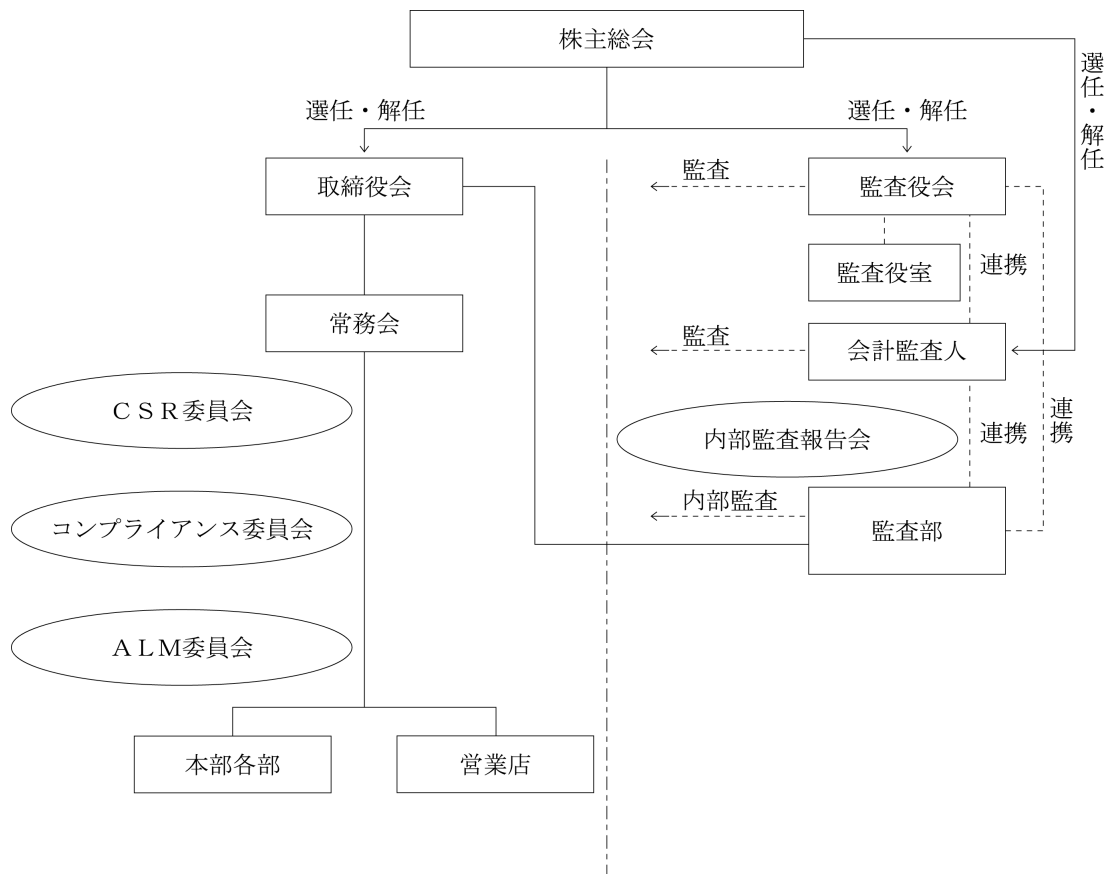 株主総会
選任・解任
選任・解任
選任・解任
取締役会
監査
監査役会
監査役室
連携
常務会
監査
会計監査人
ＣＳＲ委員会
内部監査報告会
連携
連携
コンプライアンス委員会
内部監査
監査部
ＡＬＭ委員会
本部各部
営業店